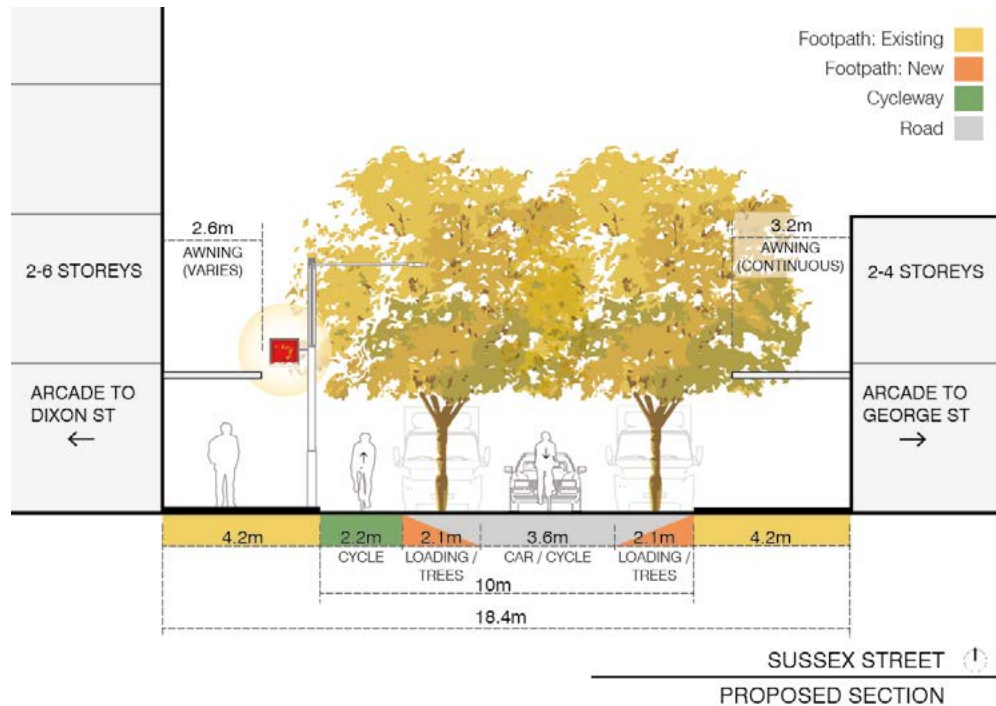 Footpath: Existing
Footpath: New
Cycleway
Road
2.6m
AWNING
(VARIES)
3.2m
AWNING
(CONTINUOUS)
2-6 STOREYS
2-4 STOREYS
ARCADE TO
DIXON ST
←
ARCADE TO
GEORGE ST
→
4.2m
2.2m
2.1m
3.6m
2.1m
4.2m
CYCLE
LOADING /
TREES
CAR / CYCLE
LOADING /
TREES
10m
18.4m
SUSSEX STREET
PROPOSED SECTION